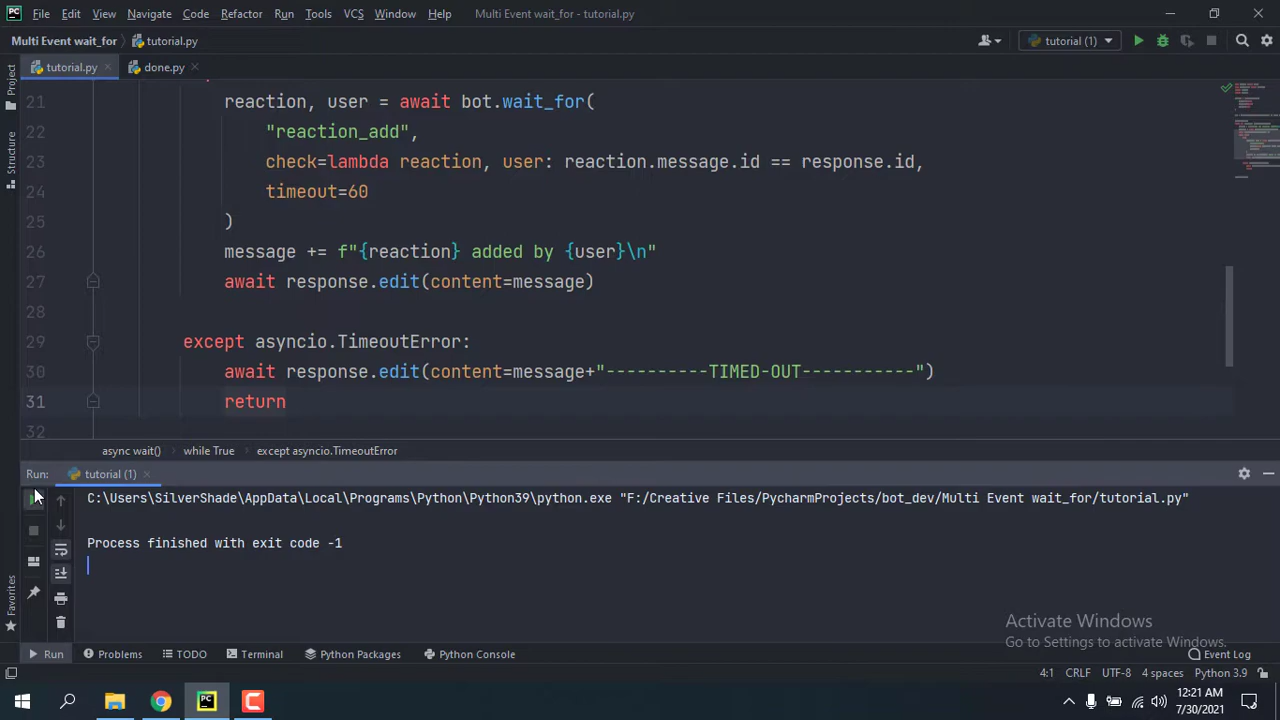 File Edit View Navigate Code Refactor Run Tools VCS Window Help Multi Event wait_for - tutorial.py
Multi Event wait_for tutorial.py tutorial (1)
tutorial.py done.py
Project
Structure
Favorites
21 reaction, user = await bot.wait_for(
22 "reaction_add",
23 check=lambda reaction, user: reaction.message.id == response.id,
24 timeout=60
25 )
26 message += f"{reaction} added by {user}\n"
27 await response.edit(content=message)
28
29 except asyncio.TimeoutError:
30 await response.edit(content=message+"----------TIMED-OUT-----------")
31 return
32
async wait() while True except asyncio.TimeoutError
Run: tutorial (1)
C:\Users\SilverShade\AppData\Local\Programs\Python\Python39\python.exe "F:/Creative Files/PycharmProjects/bot_dev/Multi Event wait_for/tutorial.py"
Process finished with exit code -1
Activate Windows
Go to Settings to activate Windows.
Run Problems TODO Terminal Python Packages Python Console Event Log
4:1 CRLF UTF-8 4 spaces Python 3.9
12:21 AM
7/30/2021